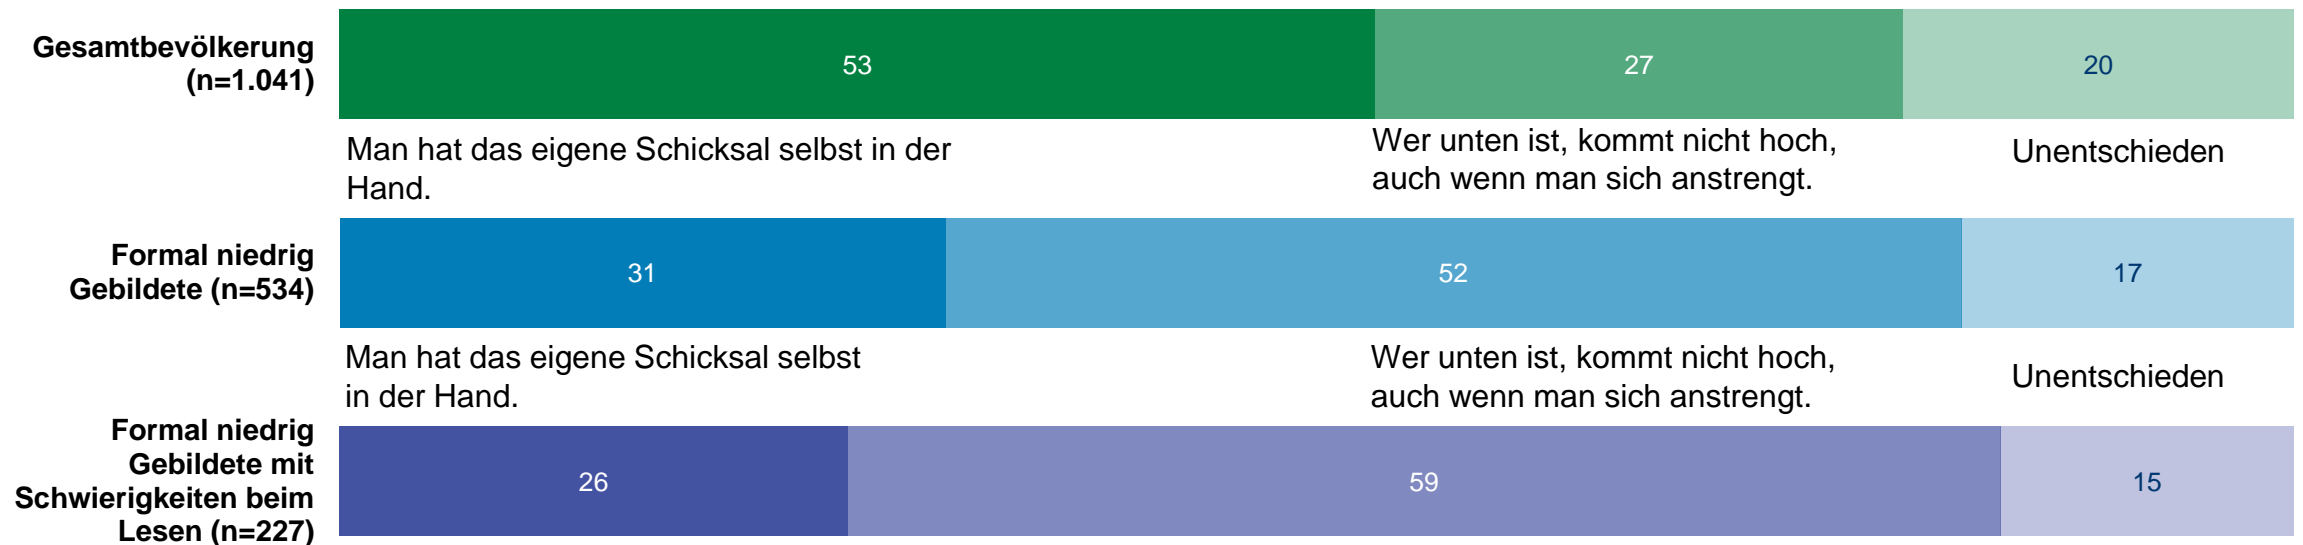 Gesamtbevölkerung
(n=1.041)
53
27
20
Man hat das eigene Schicksal selbst in der
Hand.
Wer unten ist, kommt nicht hoch,
auch wenn man sich anstrengt.
Unentschieden
Formal niedrig
Gebildete (n=534)
31
52
17
Man hat das eigene Schicksal selbst
in der Hand.
Wer unten ist, kommt nicht hoch,
auch wenn man sich anstrengt.
Unentschieden
Formal niedrig
Gebildete mit
Schwierigkeiten beim
Lesen (n=227)
26
59
15